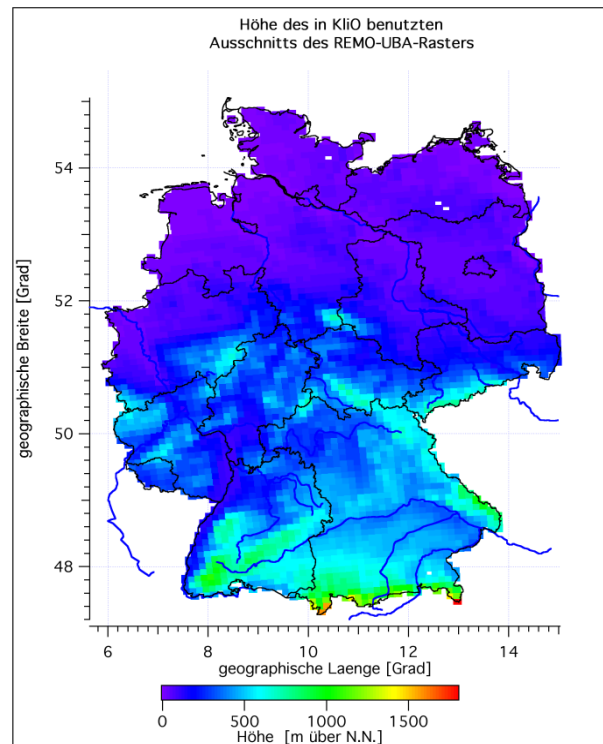 Höhe des in KliO benutzten
Ausschnitts des REMO-UBA-Rasters
geographische Breite [Grad]
54
52
50
48
6 8 10 12 14
geographische Laenge [Grad]
0 500 1000 1500
Höhe [m über N.N.]